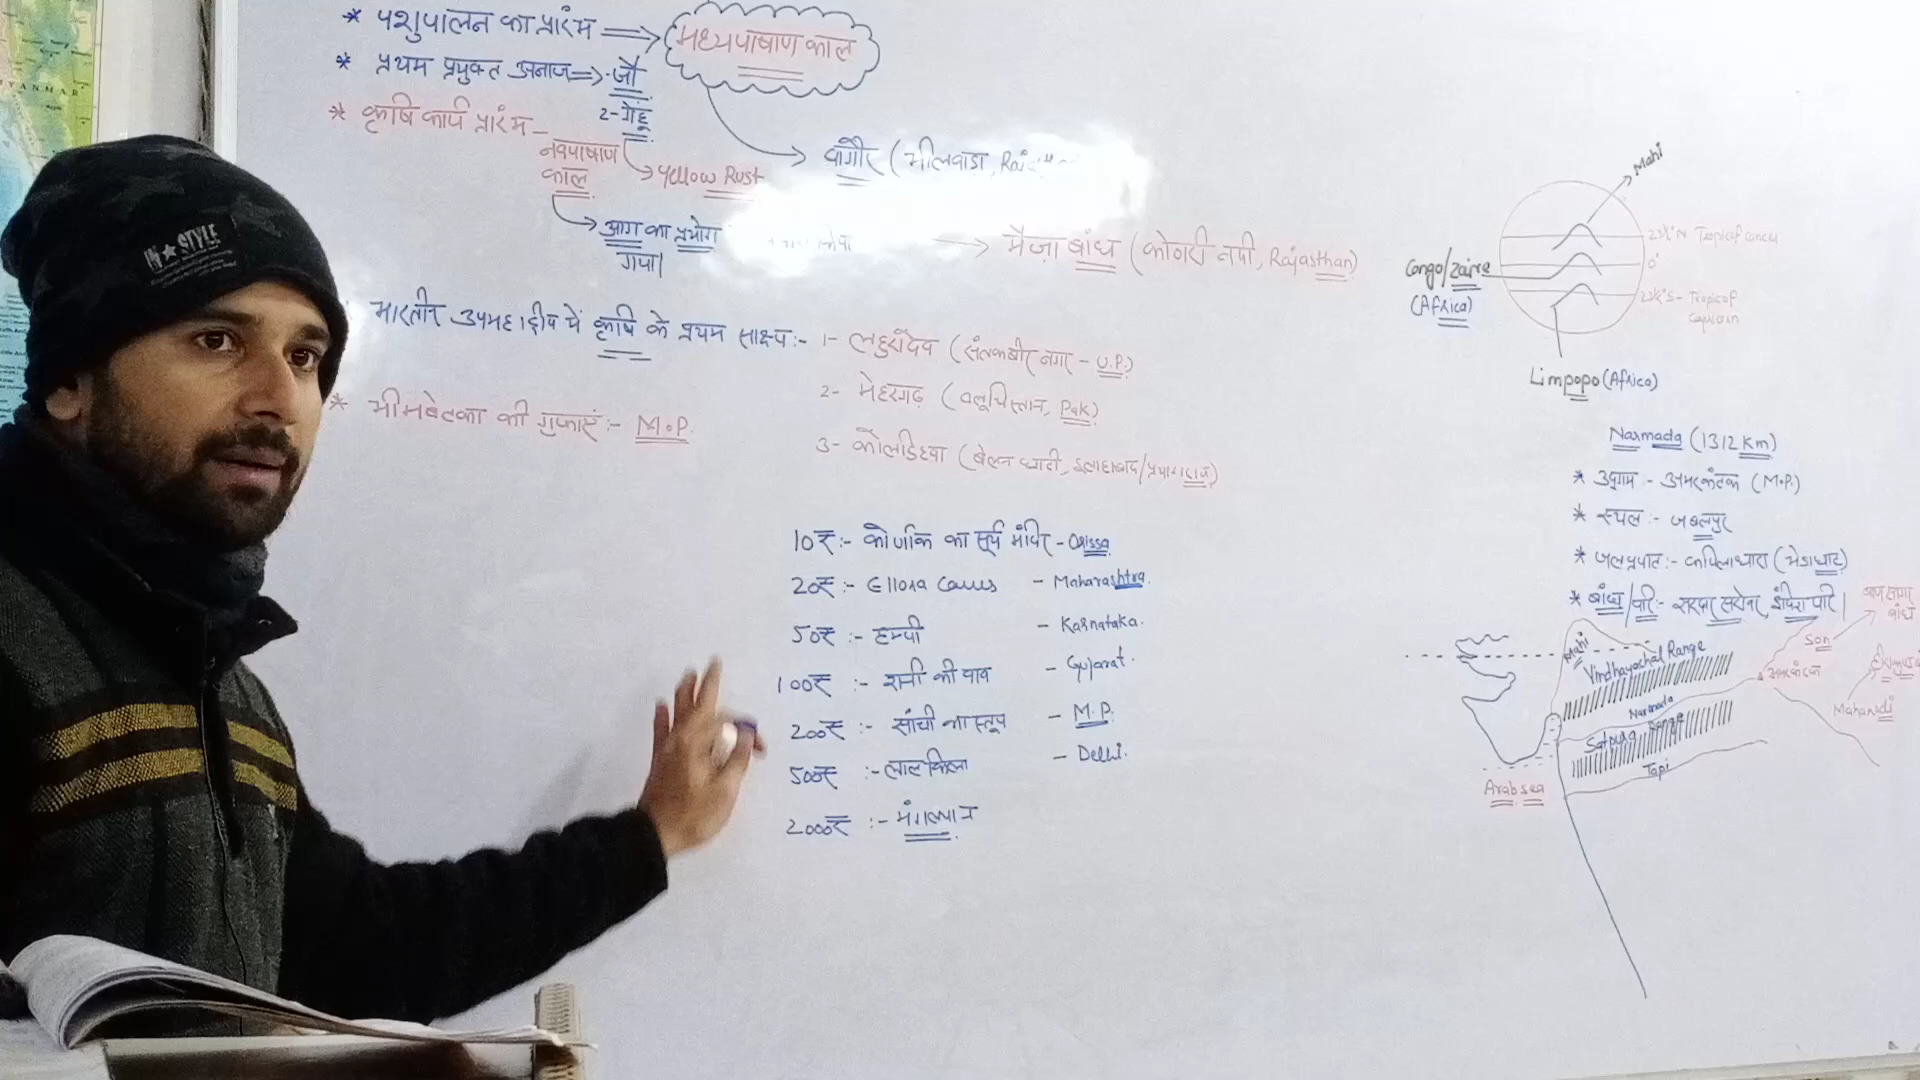 * पशुपालन का प्रारंभ ⟹ मध्यपाषाण काल
* प्रथम प्रयुक्त अनाज ⟹ जौ
2-गेहूँ
* कृषि कार्य प्रारंभ -
नवपाषाण
काल
Yellow Rust
बागौर (भीलवाड़ा,
आग का प्रयोग
गया।
मैजा बांध (कोठारी नदी, Rajasthan)
भारतीय उपमहाद्वीप में कृषि के प्रथम साक्ष्य :- 1- लहुरादेव (संतकबीर नगर - U.P.)
2- मेहरगढ़ (बलूचिस्तान, Pak)
3- कोलडिहवा (बेलन घाटी, इलाहाबाद/प्रयागराज)
* भीमबेटका की गुफाएं :- M.P.
10₹ :- कोर्णाक का सूर्य मंदिर - Orissa
20₹ :- Ellora Caves - Maharashtra.
50₹ :- हम्पी - Karnataka.
100₹ :- रानी की वाव - Gujarat.
200₹ :- सांची का स्तूप - M.P.
500₹ :- लाल किला - Delhi.
2000₹ :- मंगलयान
Mahi
23½°N Tropic of Cancer
0°
Congo/Zaire
(Africa)
23½°S - Tropic of
Capricorn
Limpopo (Africa)
Narmada (1312 Km)
* उद्गम :- अमरकंटक (M.P.)
* स्थल :- जबलपुर
* जलप्रपात :- कपिलाधारा (भेडाघाट)
* बांध/परि :- सरदार सरोवर, इंदिरा परि।
बाण सागर
बांध
Son
Mahi
Vindhayachal Range
अमरकंटक
Mahanadi
Narmada
Satpura Range
Tapi
Arab sea
IN★STYLE
YANMAR